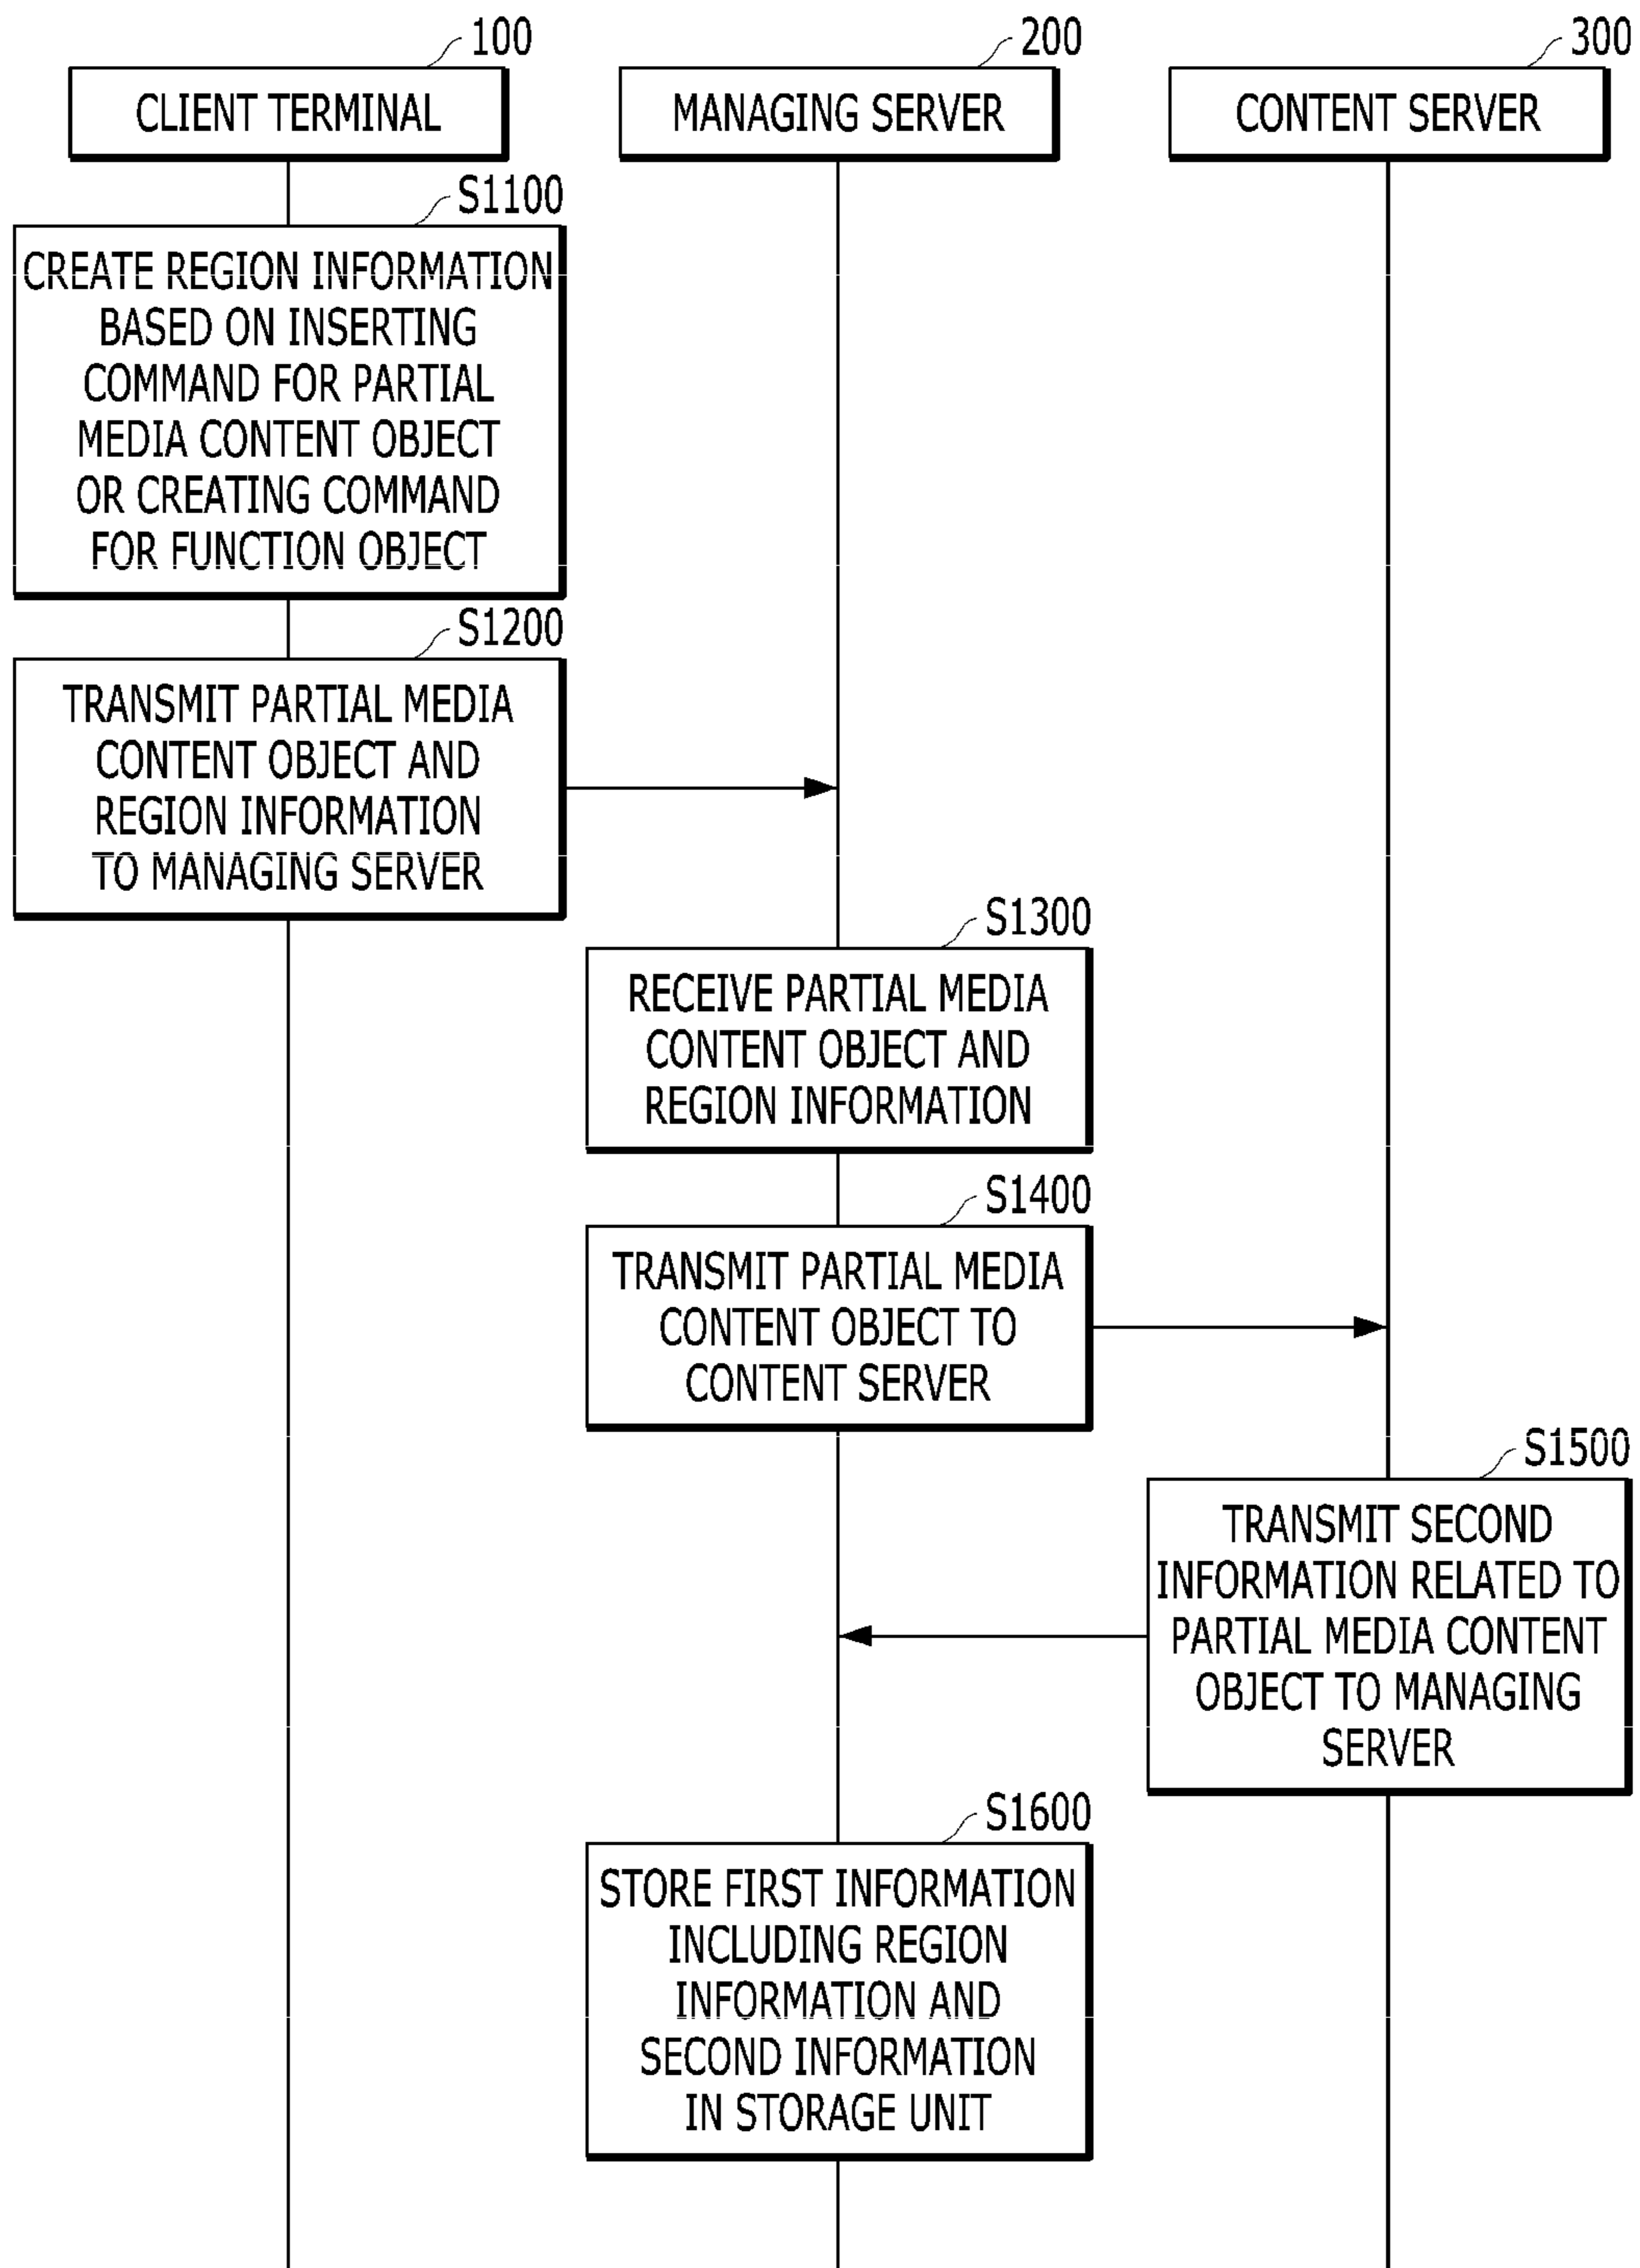 100
200
300
CLIENT TERMINAL
MANAGING SERVER
CONTENT SERVER
S1100
CREATE REGION INFORMATION
BASED ON INSERTING
COMMAND FOR PARTIAL
MEDIA CONTENT OBJECT
OR CREATING COMMAND
FOR FUNCTION OBJECT
S1200
TRANSMIT PARTIAL MEDIA
CONTENT OBJECT AND
REGION INFORMATION
TO MANAGING SERVER
S1300
RECEIVE PARTIAL MEDIA
CONTENT OBJECT AND
REGION INFORMATION
S1400
TRANSMIT PARTIAL MEDIA
CONTENT OBJECT TO
CONTENT SERVER
S1500
TRANSMIT SECOND
INFORMATION RELATED TO
PARTIAL MEDIA CONTENT
OBJECT TO MANAGING
SERVER
S1600
STORE FIRST INFORMATION
INCLUDING REGION
INFORMATION AND
SECOND INFORMATION
IN STORAGE UNIT